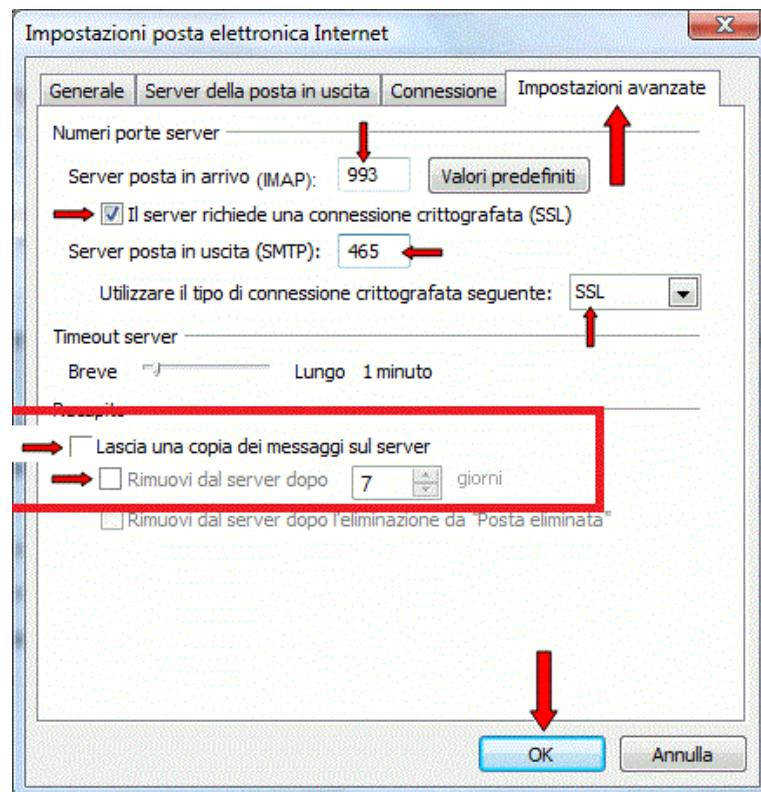 Impostazioni posta elettronica Internet
Generale Server della posta in uscita Connessione Impostazioni avanzate
Numeri porte server
Server posta in arrivo (IMAP): 993 Valori predefiniti
Il server richiede una connessione crittografata (SSL)
Server posta in uscita (SMTP): 465
Utilizzare il tipo di connessione crittografata seguente: SSL
Timeout server
Breve Lungo 1 minuto
Recapito
Lascia una copia dei messaggi sul server
Rimuovi dal server dopo 7 giorni
Rimuovi dal server dopo l'eliminazione da "Posta eliminata"
OK Annulla